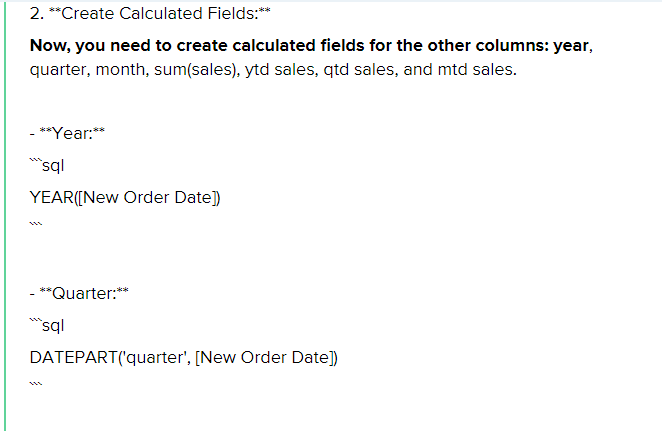 2. **Create Calculated Fields:**
Now, you need to create calculated fields for the other columns: year,
quarter, month, sum(sales), ytd sales, qtd sales, and mtd sales.
- **Year:**
```sql
YEAR([New Order Date])
```
- **Quarter:**
```sql
DATEPART('quarter', [New Order Date])
```